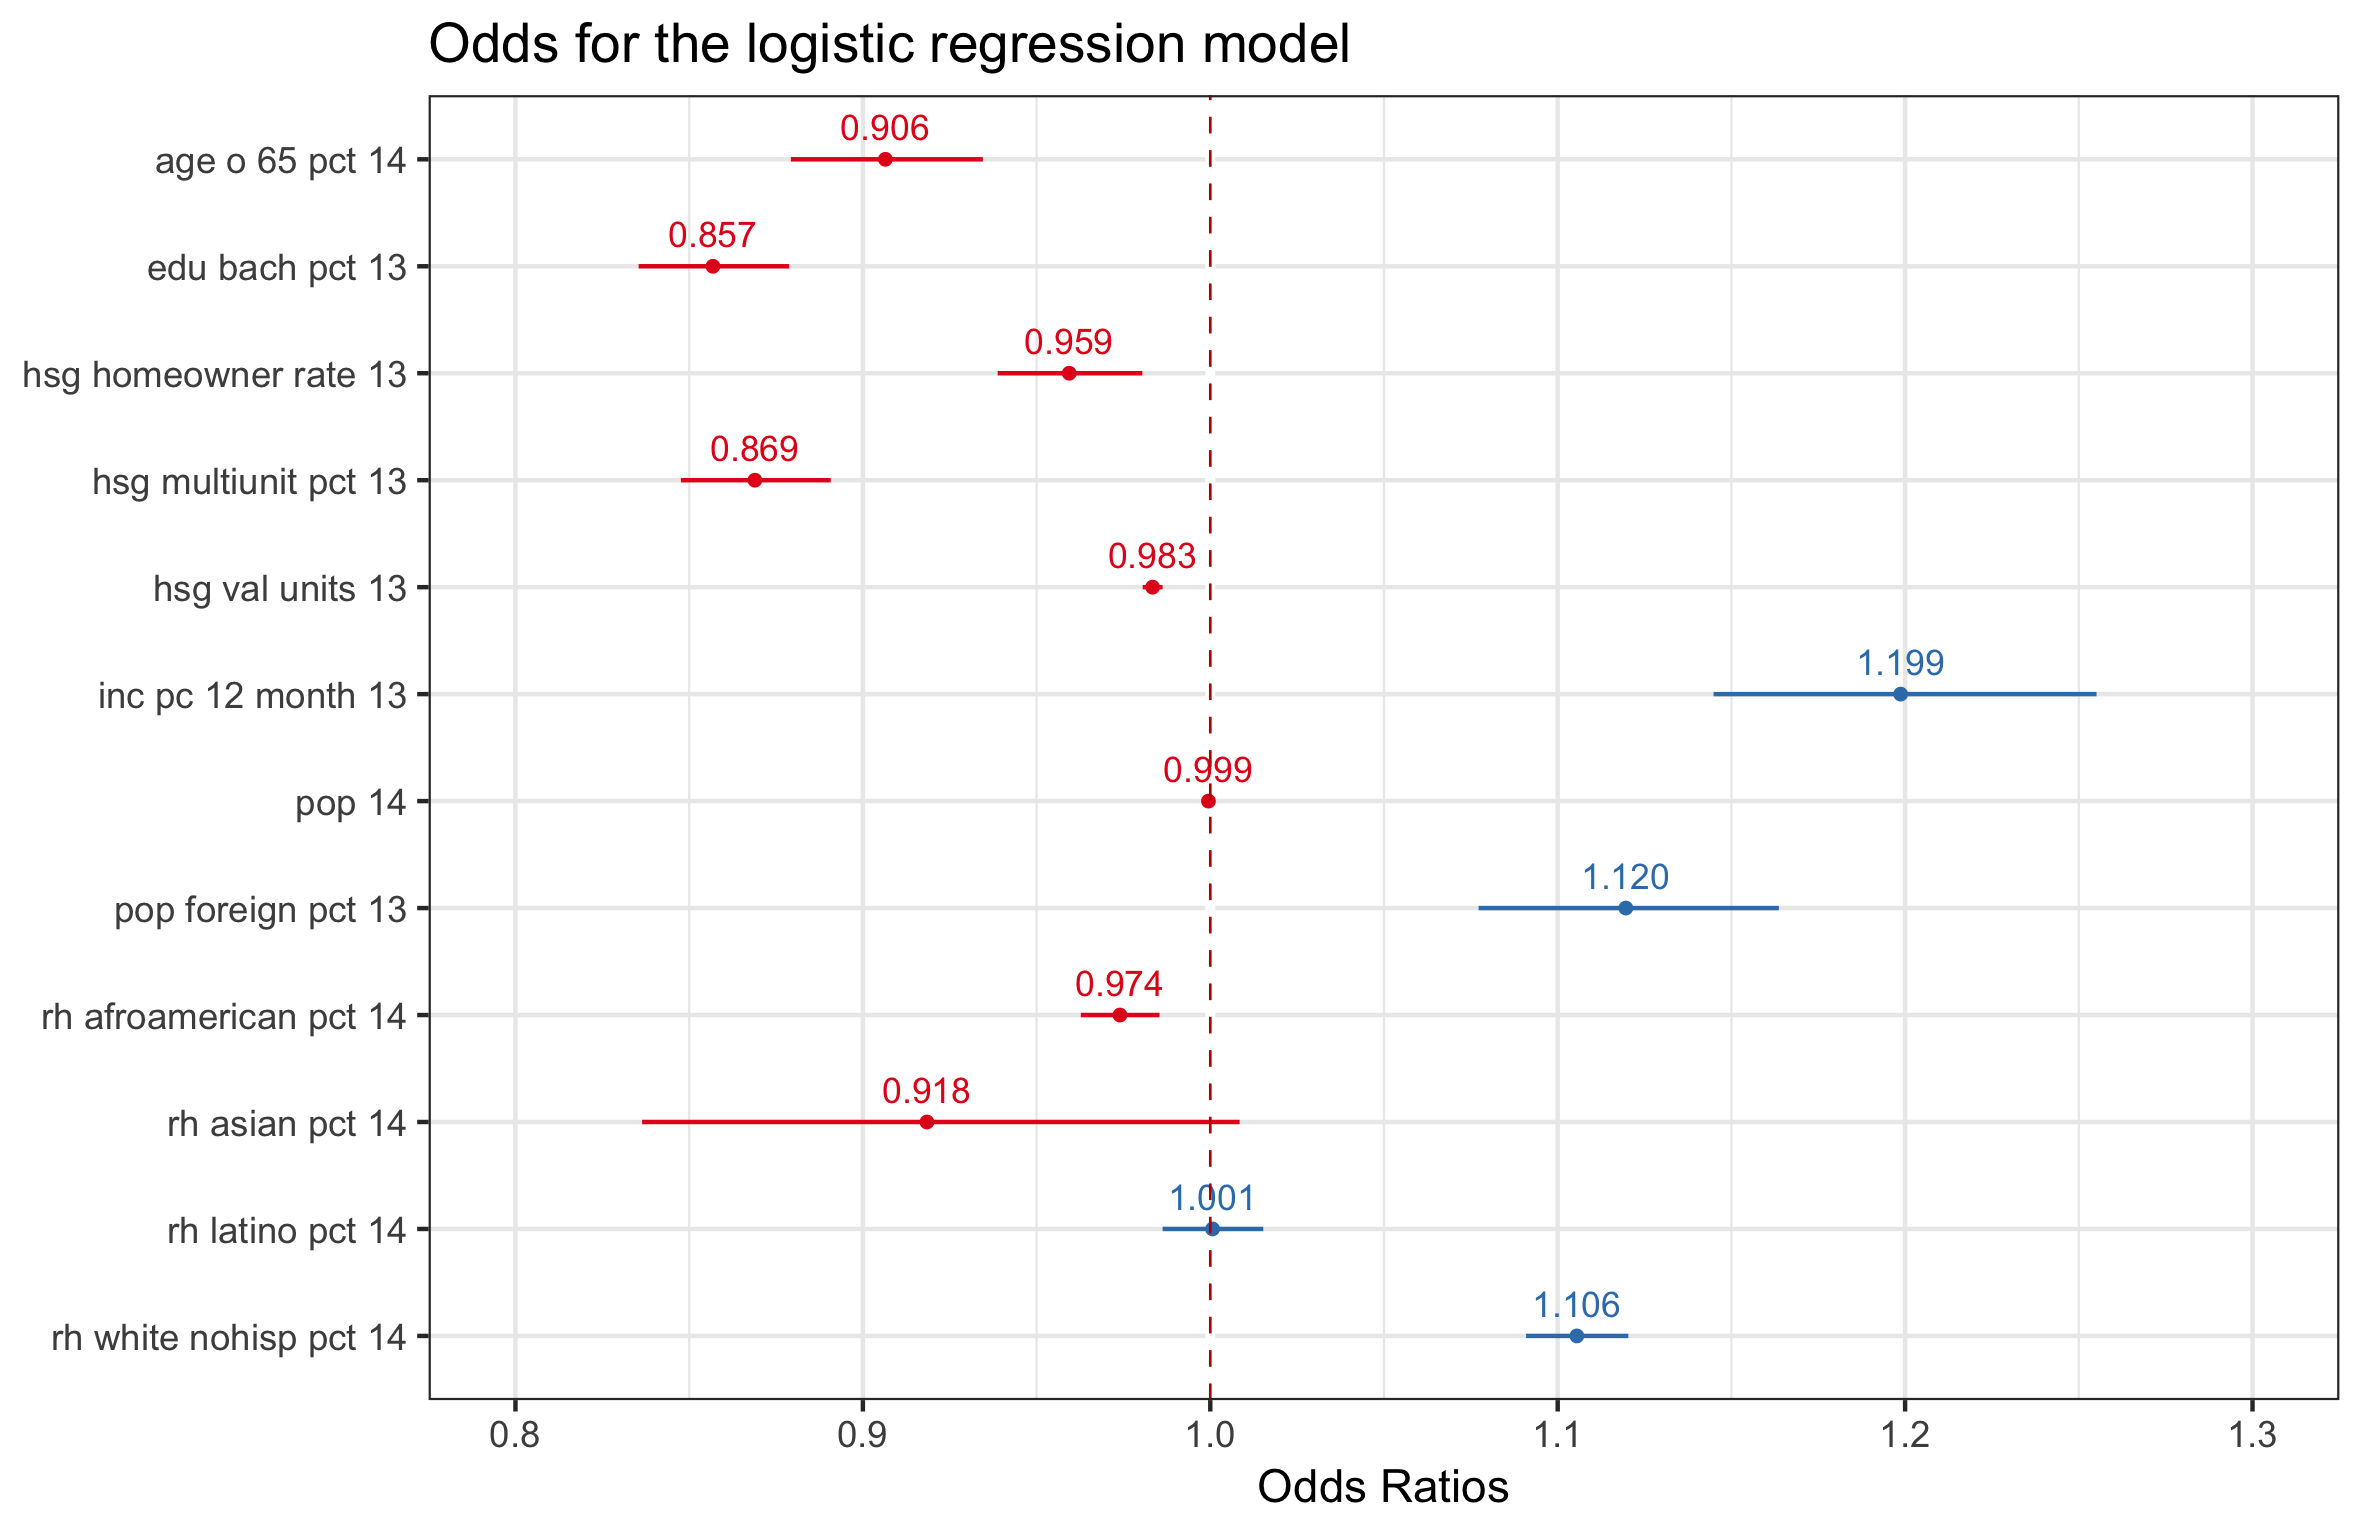 Odds for the logistic regression model
age o 65 pct 14
0.906
edu bach pct 13
0.857
hsg homeowner rate 13
0.959
hsg multiunit pct 13
0.869
hsg val units 13
0.983
inc pc 12 month 13
1.199
pop 14
0.999
pop foreign pct 13
1.120
rh afroamerican pct 14
0.974
rh asian pct 14
0.918
rh latino pct 14
1.001
rh white nohisp pct 14
1.106
0.8 0.9 1.0 1.1 1.2 1.3
Odds Ratios